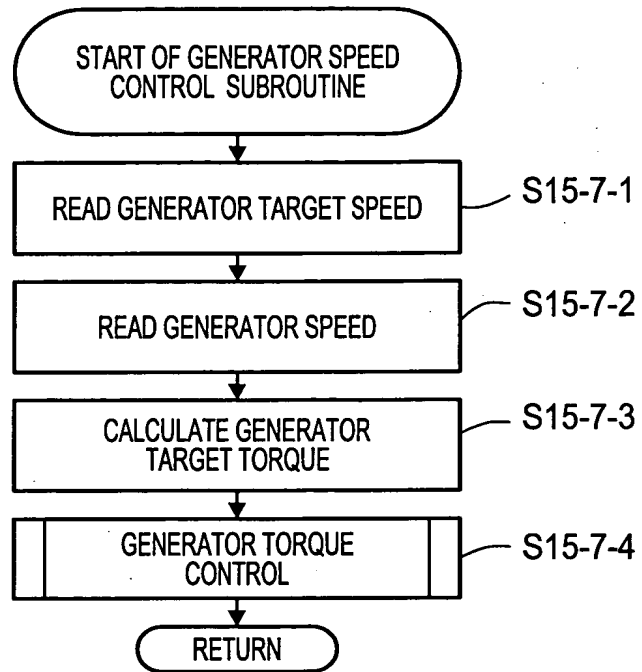 START OF GENERATOR SPEED
CONTROL SUBROUTINE
READ GENERATOR TARGET SPEED
S15-7-1
READ GENERATOR SPEED
S15-7-2
CALCULATE GENERATOR
TARGET TORQUE
S15-7-3
GENERATOR TORQUE
CONTROL
S15-7-4
RETURN